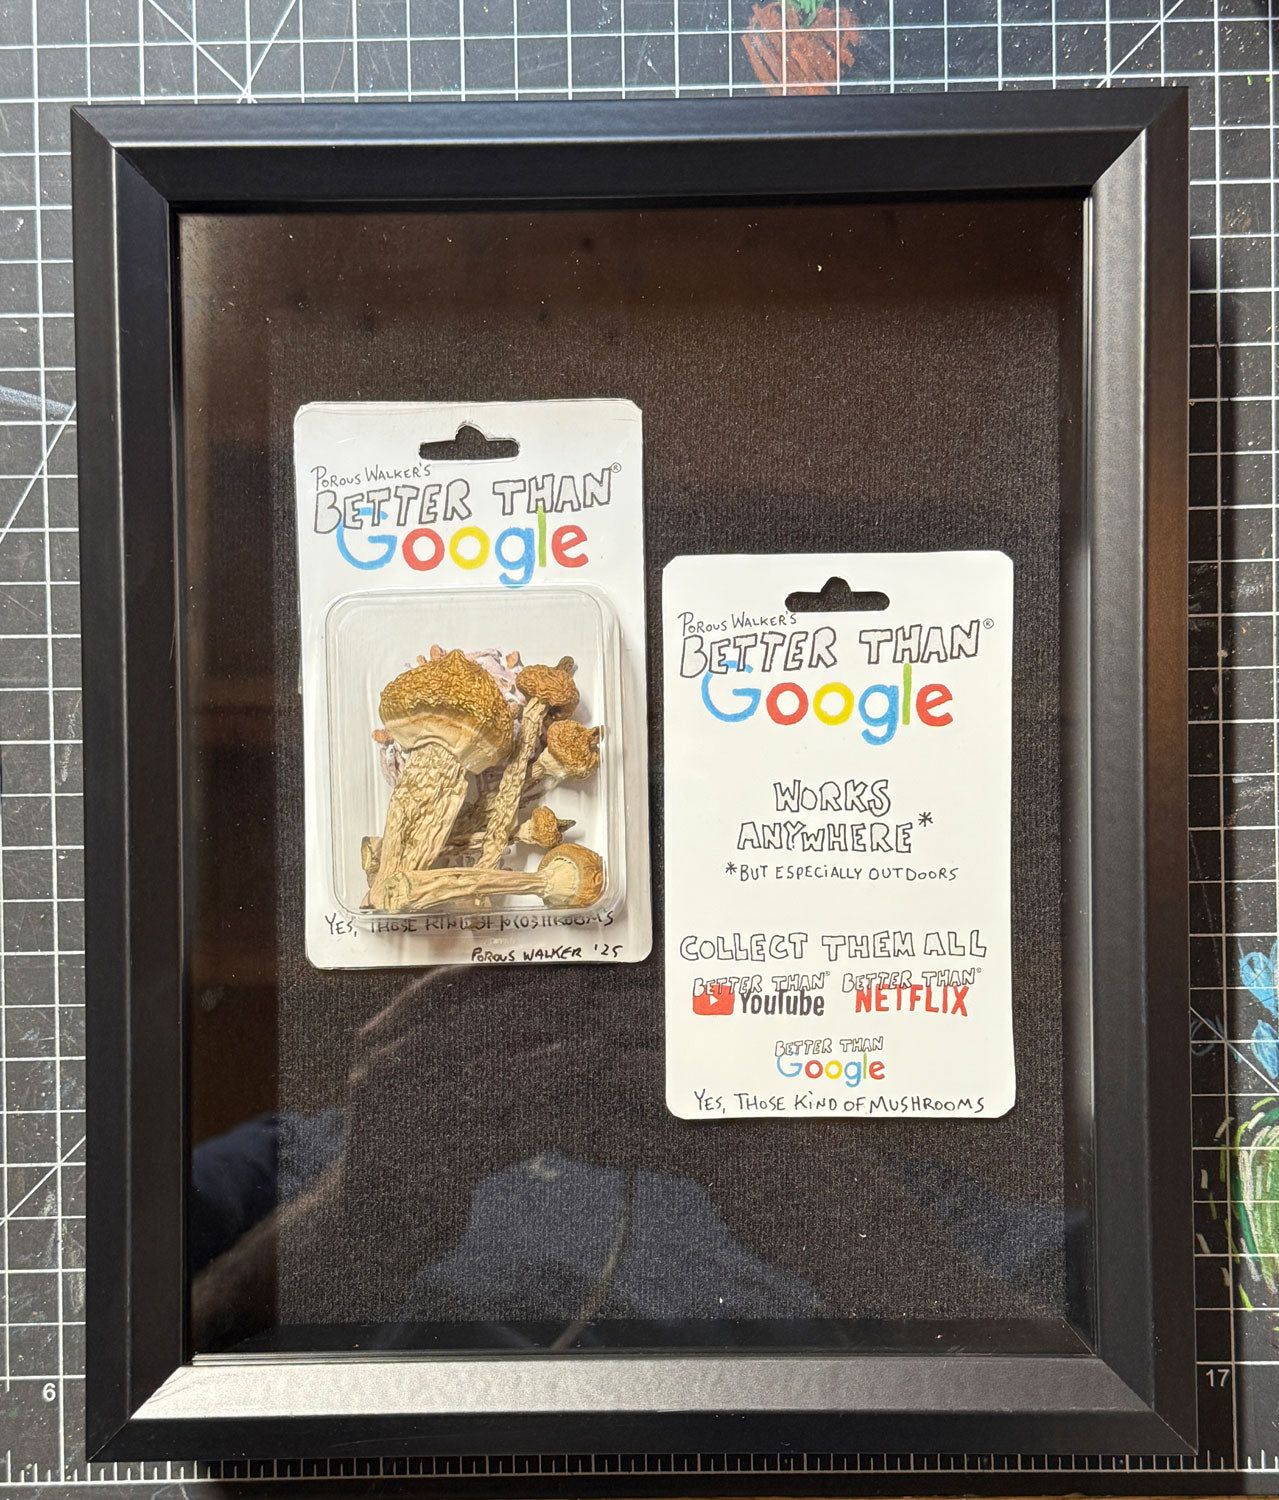 POROUS WALKER'S
BETTER THAN®
Google
YES, THOSE KIND OF MUSHROOMS
POROUS WALKER '25
POROUS WALKER'S
BETTER THAN®
Google
WORKS
ANYWHERE*
*BUT ESPECIALLY OUTDOORS
COLLECT THEM ALL
BETTER THAN® BETTER THAN®
YouTube NETFLIX
BETTER THAN
Google
YES, THOSE KIND OF MUSHROOMS
6
17